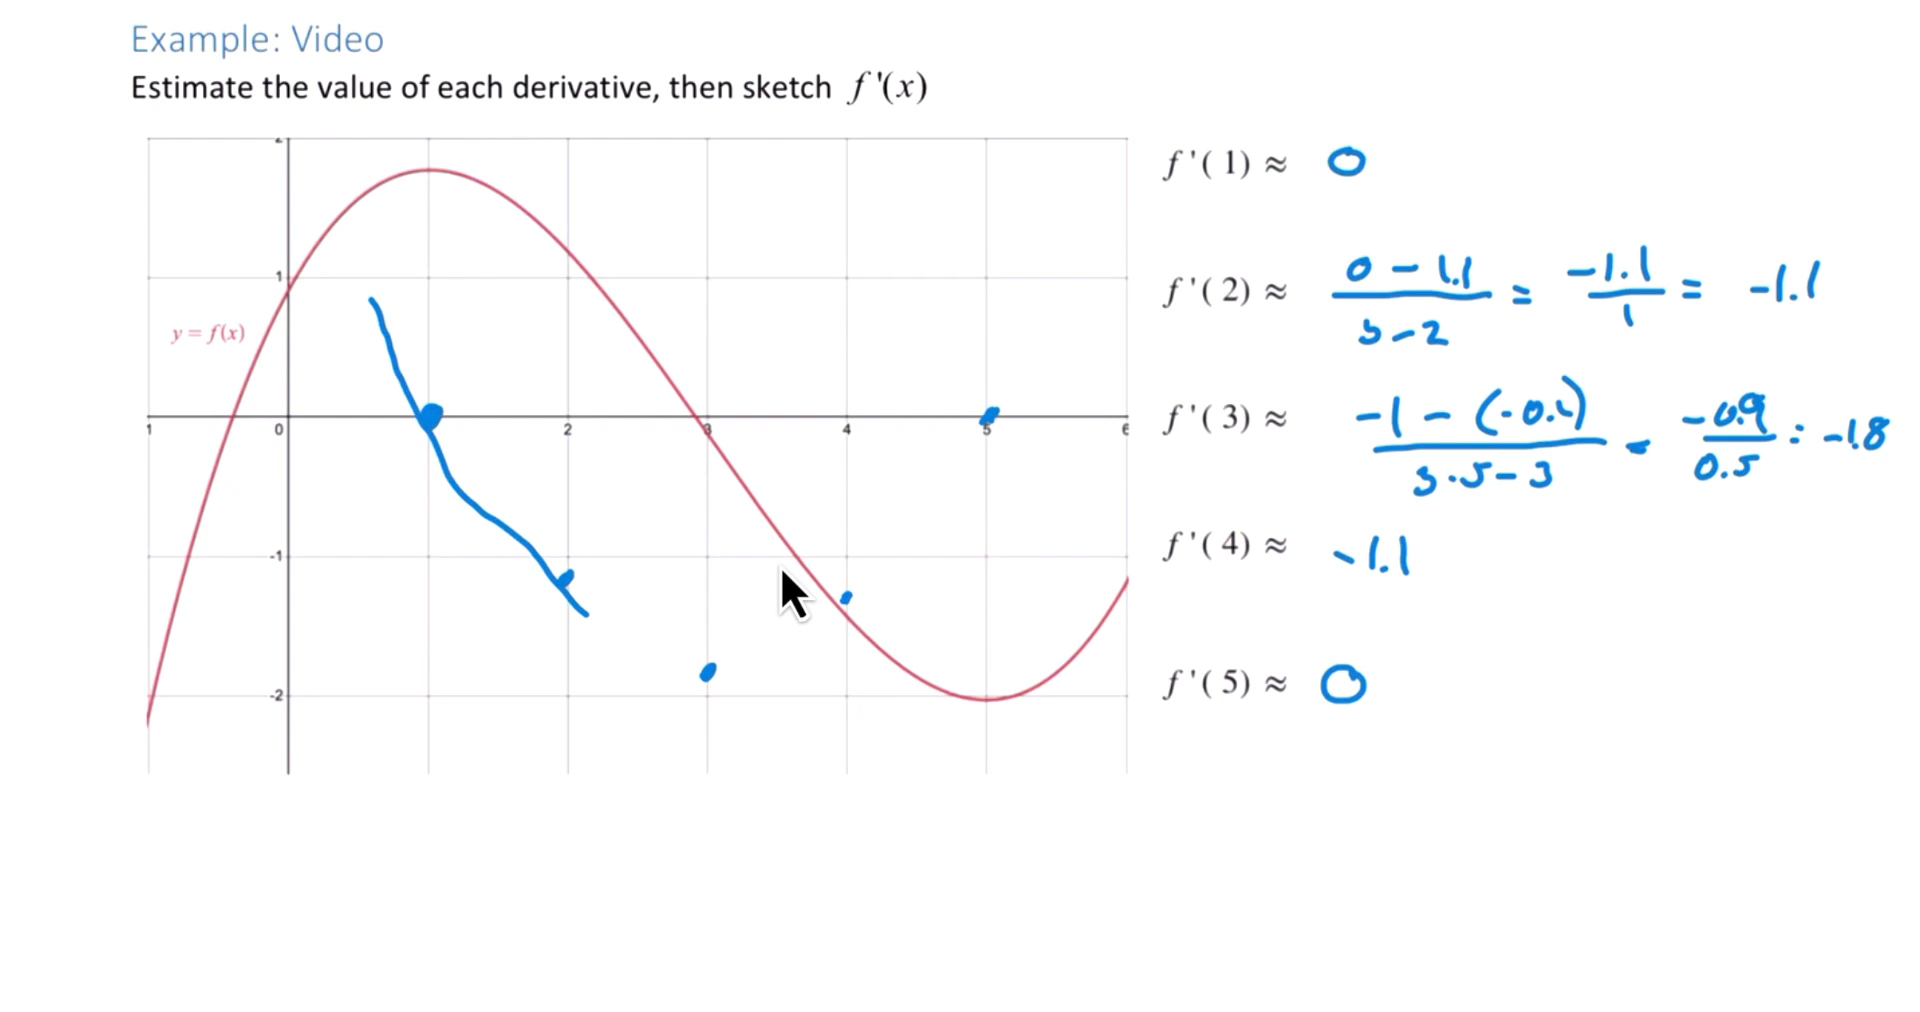 Example: Video
Estimate the value of each derivative, then sketch f '(x)
2
1
-1
-2
1 0 2 3 4 5 6
y = f(x)
f '( 1) ≈ 0
f '( 2) ≈ (0 - 1.1)/(3-2) = -1.1/1 = -1.1
f '( 3) ≈ (-1 - (-0.1))/(3.5-3) = -0.9/0.5 = -1.8
f '( 4) ≈ -1.1
f '( 5) ≈ 0